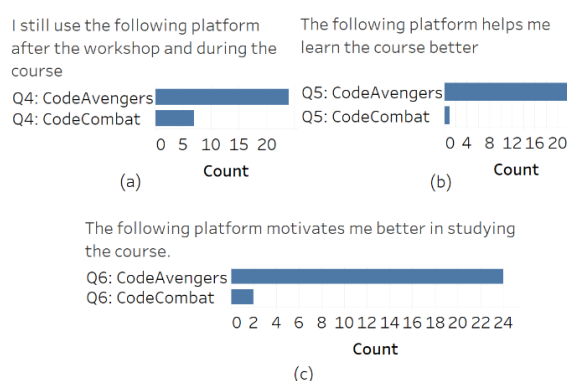 I still use the following platform
after the workshop and during the
course
Q4: CodeAvengers
Q4: CodeCombat
0 5 10 15 20
Count
(a)
The following platform helps me
learn the course better
Q5: CodeAvengers
Q5: CodeCombat
0 4 8 12 16 20
Count
(b)
The following platform motivates me better in studying
the course.
Q6: CodeAvengers
Q6: CodeCombat
0 2 4 6 8 10 12 14 16 18 20 22 24
Count
(c)